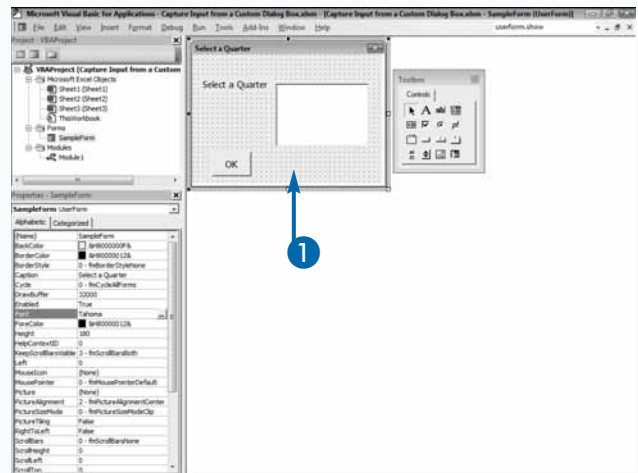 Microsoft Visual Basic for Applications - Capture Input from a Custom Dialog Box.xlsm - [Capture Input from a Custom Dialog Box.xlsm - SampleForm (UserForm)]
File Edit View Insert Format Debug Run Tools Add-Ins Window Help
userform.show
Project - VBAProject
VBAProject (Capture Input from a Custom
Microsoft Excel Objects
Sheet1 (Sheet1)
Sheet2 (Sheet2)
Sheet3 (Sheet3)
ThisWorkbook
Forms
SampleForm
Modules
Module1
Select a Quarter
Select a Quarter
OK
Toolbox
Controls
A
1
Properties - SampleForm
SampleForm UserForm
Alphabetic Categorized
(Name) SampleForm
BackColor &H8000000F&
BorderColor &H80000012&
BorderStyle 0 - fmBorderStyleNone
Caption Select a Quarter
Cycle 0 - fmCycleAllForms
DrawBuffer 32000
Enabled True
Font Tahoma
ForeColor &H80000012&
Height 180
HelpContextID 0
KeepScrollBarsVisible 3 - fmScrollBarsBoth
Left 0
MouseIcon (None)
MousePointer 0 - fmMousePointerDefault
Picture (None)
PictureAlignment 2 - fmPictureAlignmentCenter
PictureSizeMode 0 - fmPictureSizeModeClip
PictureTiling False
RightToLeft False
ScrollBars 0 - fmScrollBarsNone
ScrollHeight 0
ScrollLeft 0
ScrollTop 0